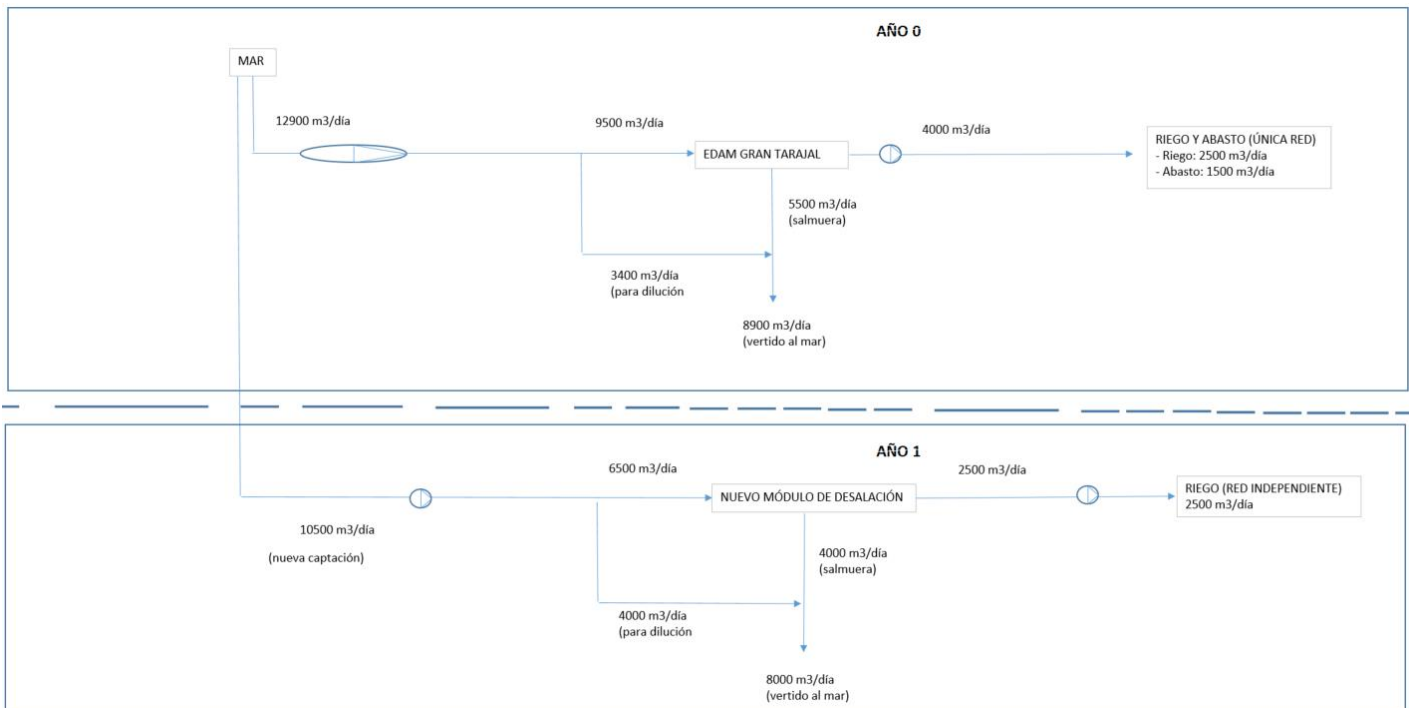 AÑO 0
MAR
12900 m3/día
9500 m3/día
EDAM GRAN TARAJAL
4000 m3/día
RIEGO Y ABASTO (ÚNICA RED)
- Riego: 2500 m3/día
- Abasto: 1500 m3/día
5500 m3/día
(salmuera)
3400 m3/día
(para dilución
8900 m3/día
(vertido al mar)
AÑO 1
10500 m3/día
(nueva captación)
6500 m3/día
NUEVO MÓDULO DE DESALACIÓN
2500 m3/día
RIEGO (RED INDEPENDIENTE)
2500 m3/día
4000 m3/día
(salmuera)
4000 m3/día
(para dilución
8000 m3/día
(vertido al mar)